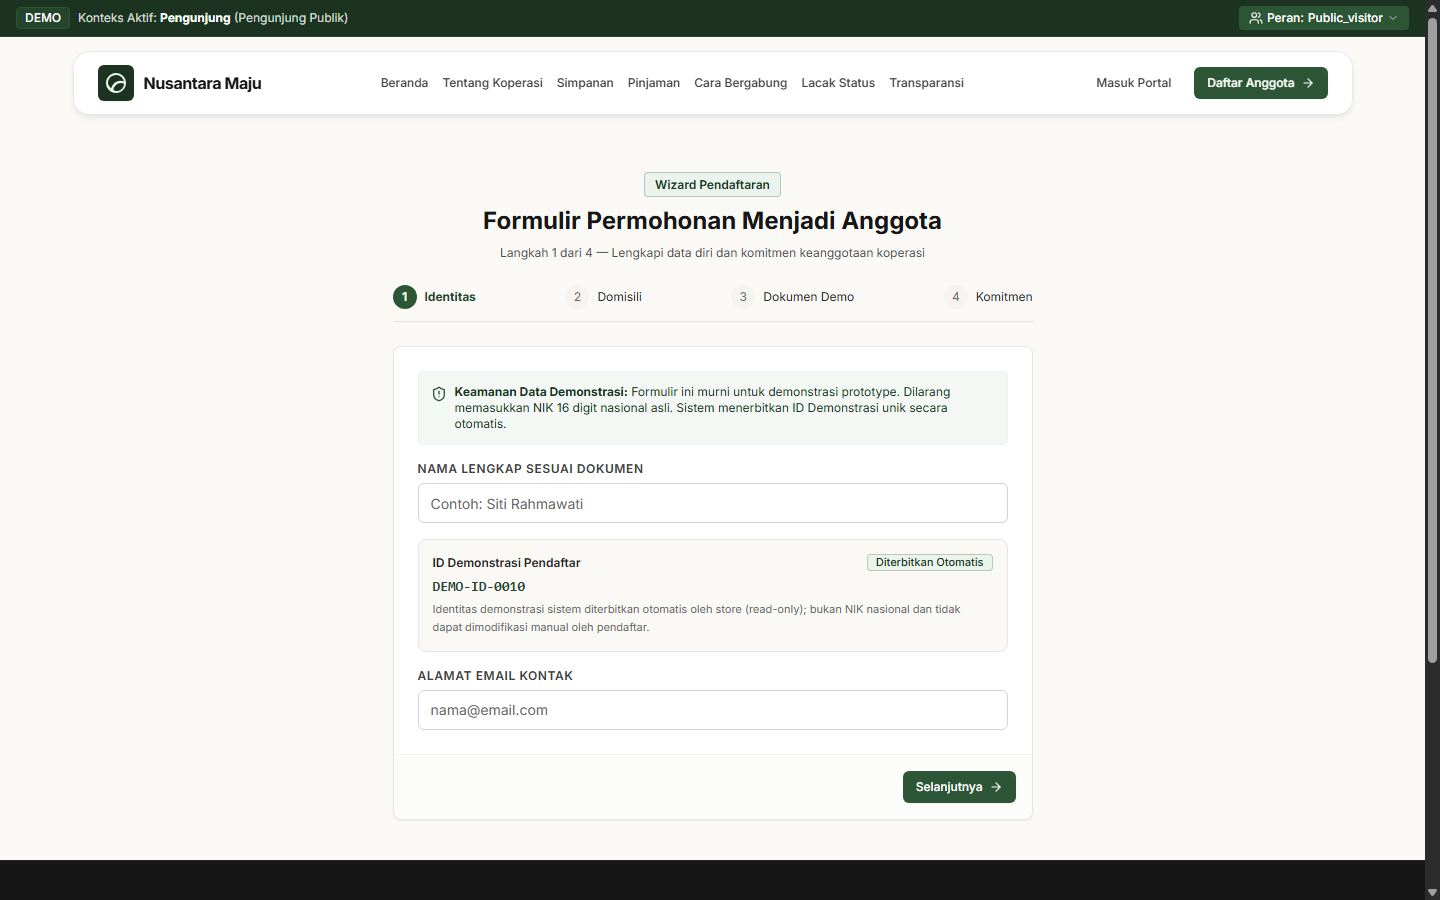 DEMO Konteks Aktif: Pengunjung (Pengunjung Publik)
Peran: Public_visitor
Nusantara Maju
Beranda Tentang Koperasi Simpanan Pinjaman Cara Bergabung Lacak Status Transparansi
Masuk Portal
Daftar Anggota
Wizard Pendaftaran
Formulir Permohonan Menjadi Anggota
Langkah 1 dari 4 — Lengkapi data diri dan komitmen keanggotaan koperasi
1 Identitas
2 Domisili
3 Dokumen Demo
4 Komitmen
Keamanan Data Demonstrasi: Formulir ini murni untuk demonstrasi prototype. Dilarang
memasukkan NIK 16 digit nasional asli. Sistem menerbitkan ID Demonstrasi unik secara
otomatis.
NAMA LENGKAP SESUAI DOKUMEN
Contoh: Siti Rahmawati
ID Demonstrasi Pendaftar
Diterbitkan Otomatis
DEMO-ID-0010
Identitas demonstrasi sistem diterbitkan otomatis oleh store (read-only); bukan NIK nasional dan tidak
dapat dimodifikasi manual oleh pendaftar.
ALAMAT EMAIL KONTAK
nama@email.com
Selanjutnya